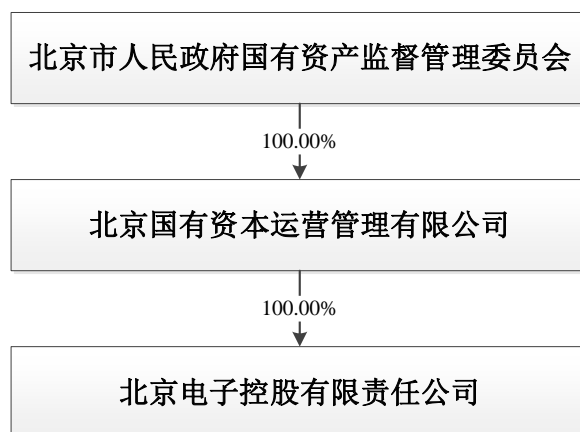 北京市人民政府国有资产监督管理委员会
100.00%
北京国有资本运营管理有限公司
100.00%
北京电子控股有限责任公司